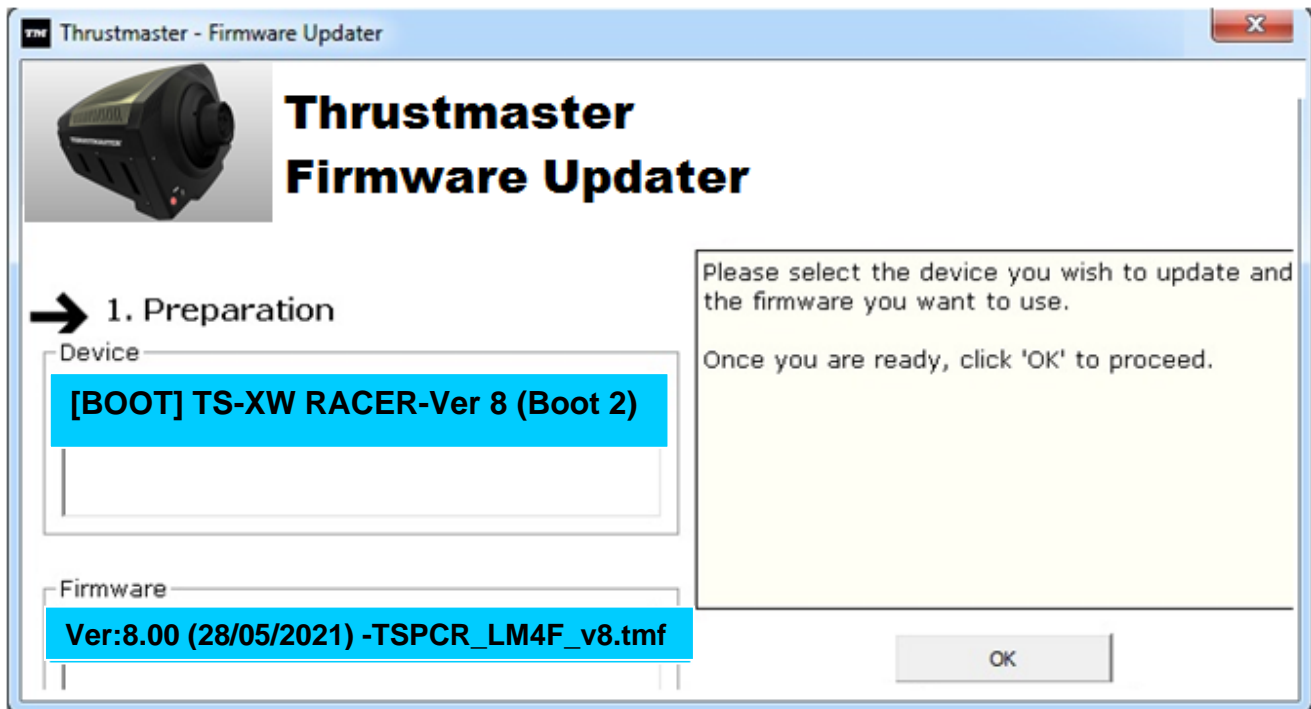 TM Thrustmaster - Firmware Updater
Thrustmaster
Firmware Updater
1. Preparation
Device
[BOOT] TS-XW RACER-Ver 8 (Boot 2)
Firmware
Ver:8.00 (28/05/2021) -TSPCR_LM4F_v8.tmf
Please select the device you wish to update and
the firmware you want to use.
Once you are ready, click 'OK' to proceed.
OK